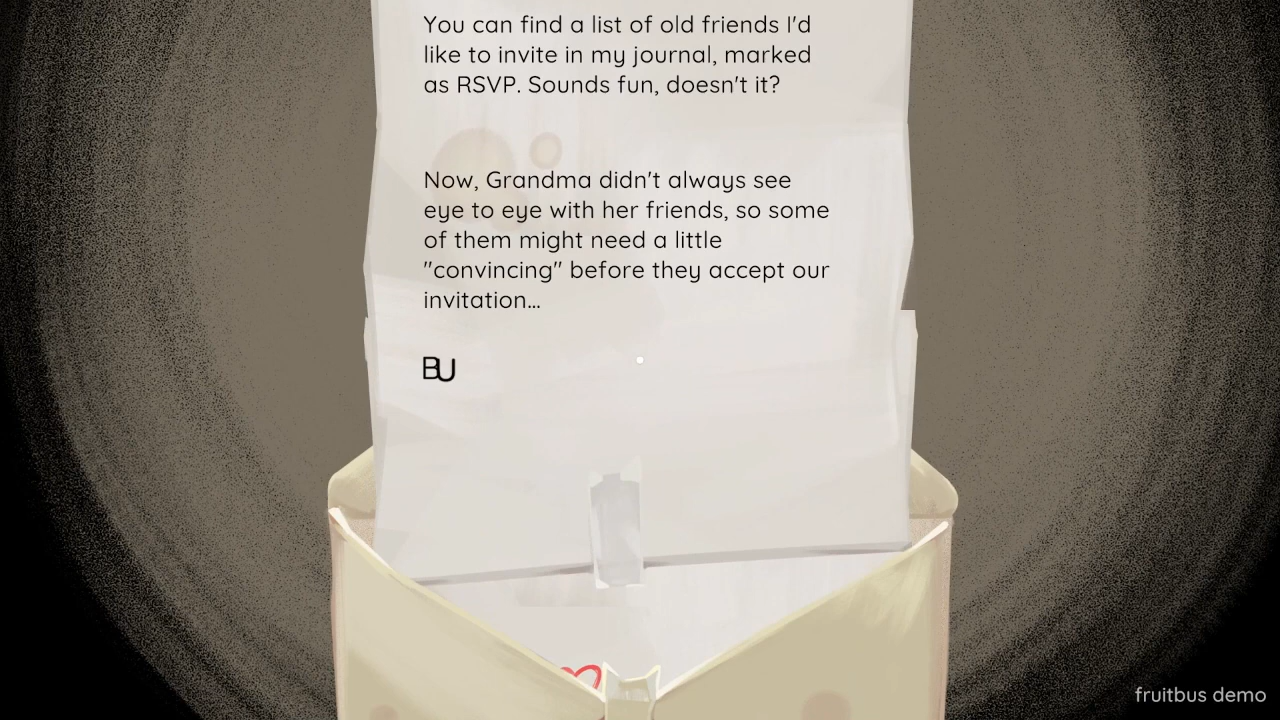 You can find a list of old friends I'd
like to invite in my journal, marked
as RSVP. Sounds fun, doesn't it?
Now, Grandma didn't always see
eye to eye with her friends, so some
of them might need a little
"convincing" before they accept our
invitation...
BU
fruitbus demo